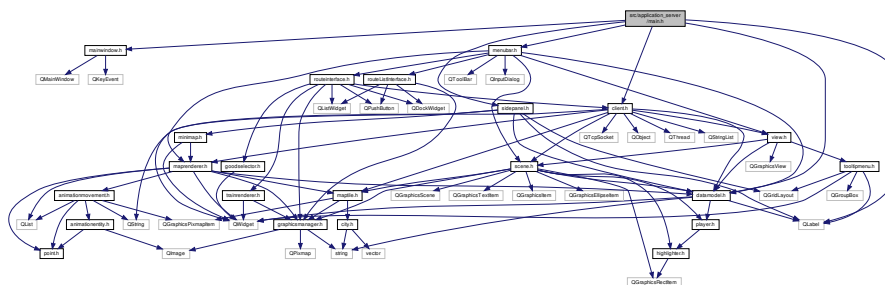 src/application_server
/main.h
mainwindow.h
menubar.h
QMainWindow
QKeyEvent
routeinterface.h
routeListInterface.h
QToolBar
QInputDialog
QListWidget
QPushButton
QDockWidget
sidepanel.h
client.h
minimap.h
QTcpSocket
QObject
QThread
QStringList
view.h
maprenderer.h
goodselector.h
scene.h
QGraphicsView
tooltipmenu.h
animationmovement.h
trainrenderer.h
mapfile.h
QGraphicsScene
QGraphicsTextItem
QGraphicsItem
QGraphicsEllipseItem
datamodel.h
QGridLayout
QGroupBox
QList
animationentity.h
QString
QGraphicsPixmapItem
QWidget
graphicsmanager.h
city.h
player.h
QLabel
point.h
QImage
QPixmap
string
vector
highlighter.h
QGraphicsRectItem